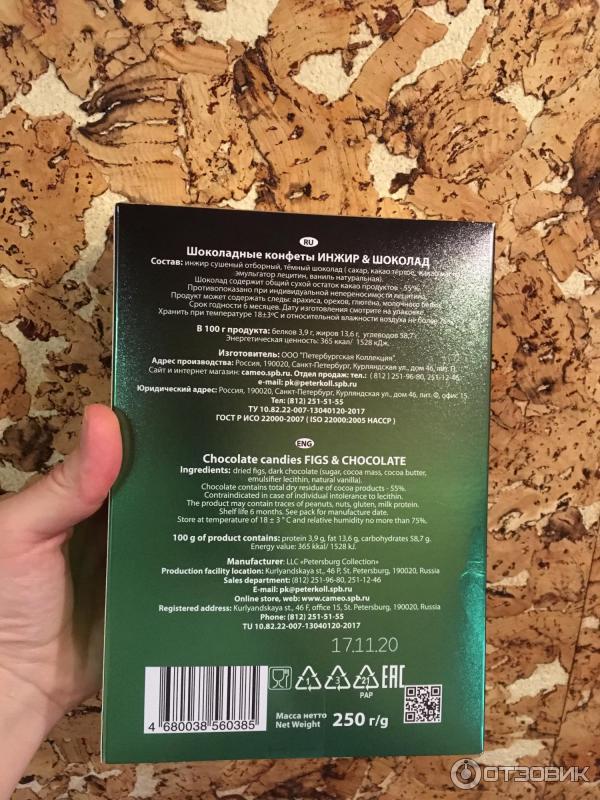 RU
Шоколадные конфеты ИНЖИР & ШОКОЛАД
Состав: инжир сушеный отборный, тёмный шоколад ( сахар, какао тёртое, какао масло,
эмульгатор лецитин, ваниль натуральная).
Шоколад содержит общий сухой остаток какао продуктов -55%.
Противопоказано при индивидуальной непереносимости лецитина.
Продукт может содержать следы: арахиса, орехов, глютена, молочного белка.
Срок годности 6 месяцев. Дату изготовления смотрите на упаковке.
Хранить при температуре 18±3ºС и относительной влажности воздуха не более
В 100 г продукта: белков 3,9 г, жиров 13,6 г, углеводов 58,7г.
Энергетическая ценность: 365 ккал/ 1528 кДж.
Изготовитель: ООО "Петербургская Коллекция".
Адрес производства: Россия, 190020, Санкт-Петербург, Курляндская ул., дом 46, лит. П.
Сайт и интернет магазин: cameo.spb.ru. Отдел продаж: тел.: ( 812 ) 251-96-80, 251-12-46
e-mail: pk@peterkoll.spb.ru
Юридический адрес: Россия, 190020, Санкт-Петербург, Курляндская ул., дом 46, лит. Ф, офис 15.
Тел: (812) 251-51-55
ТУ 10.82.22-007-13040120-2017
ГОСТ Р ИСО 22000-2007 ( ISO 22000:2005 HACCP )
ENG
Chocolate candies FIGS & CHOCOLATE
Ingredients: dried figs, dark chocolate (sugar, cocoa mass, cocoa butter,
emulsifier lecithin, natural vanilla).
Chocolate contains total dry residue of cocoa products - 55%.
Contraindicated in case of individual intolerance to lecithin.
The product may contain traces of peanuts, nuts, gluten, milk protein.
Shelf life 6 months. See pack for manufacture date.
Store at temperature of 18 ± 3 ° C and relative humidity no more than 75%.
100 g of product contains: protein 3,9 g, fat 13,6 g, carbohydrates 58,7 g.
Energy value: 365 kkal/ 1528 kJ.
Manufacturer: LLC «Petersburg Collection»
Production facility location: Kurlyandskaya st., 46 P, St. Petersburg, 190020, Russia
Sales department: (812) 251-96-80, 251-12-46
E-mail: pk@peterkoll.spb.ru
Online store, web: www.cameo.spb.ru
Registered address: Kurlyandskaya st., 46 F, office 15, St. Petersburg, 190020, Russia
Phone: (812) 251-51-55
TU 10.82.22-007-13040120-2017
17.11.20
4 680038 560385
1
3
21
PAP
EAC
Масса нетто
Net Weight
250 г/g
ОТЗОВИК